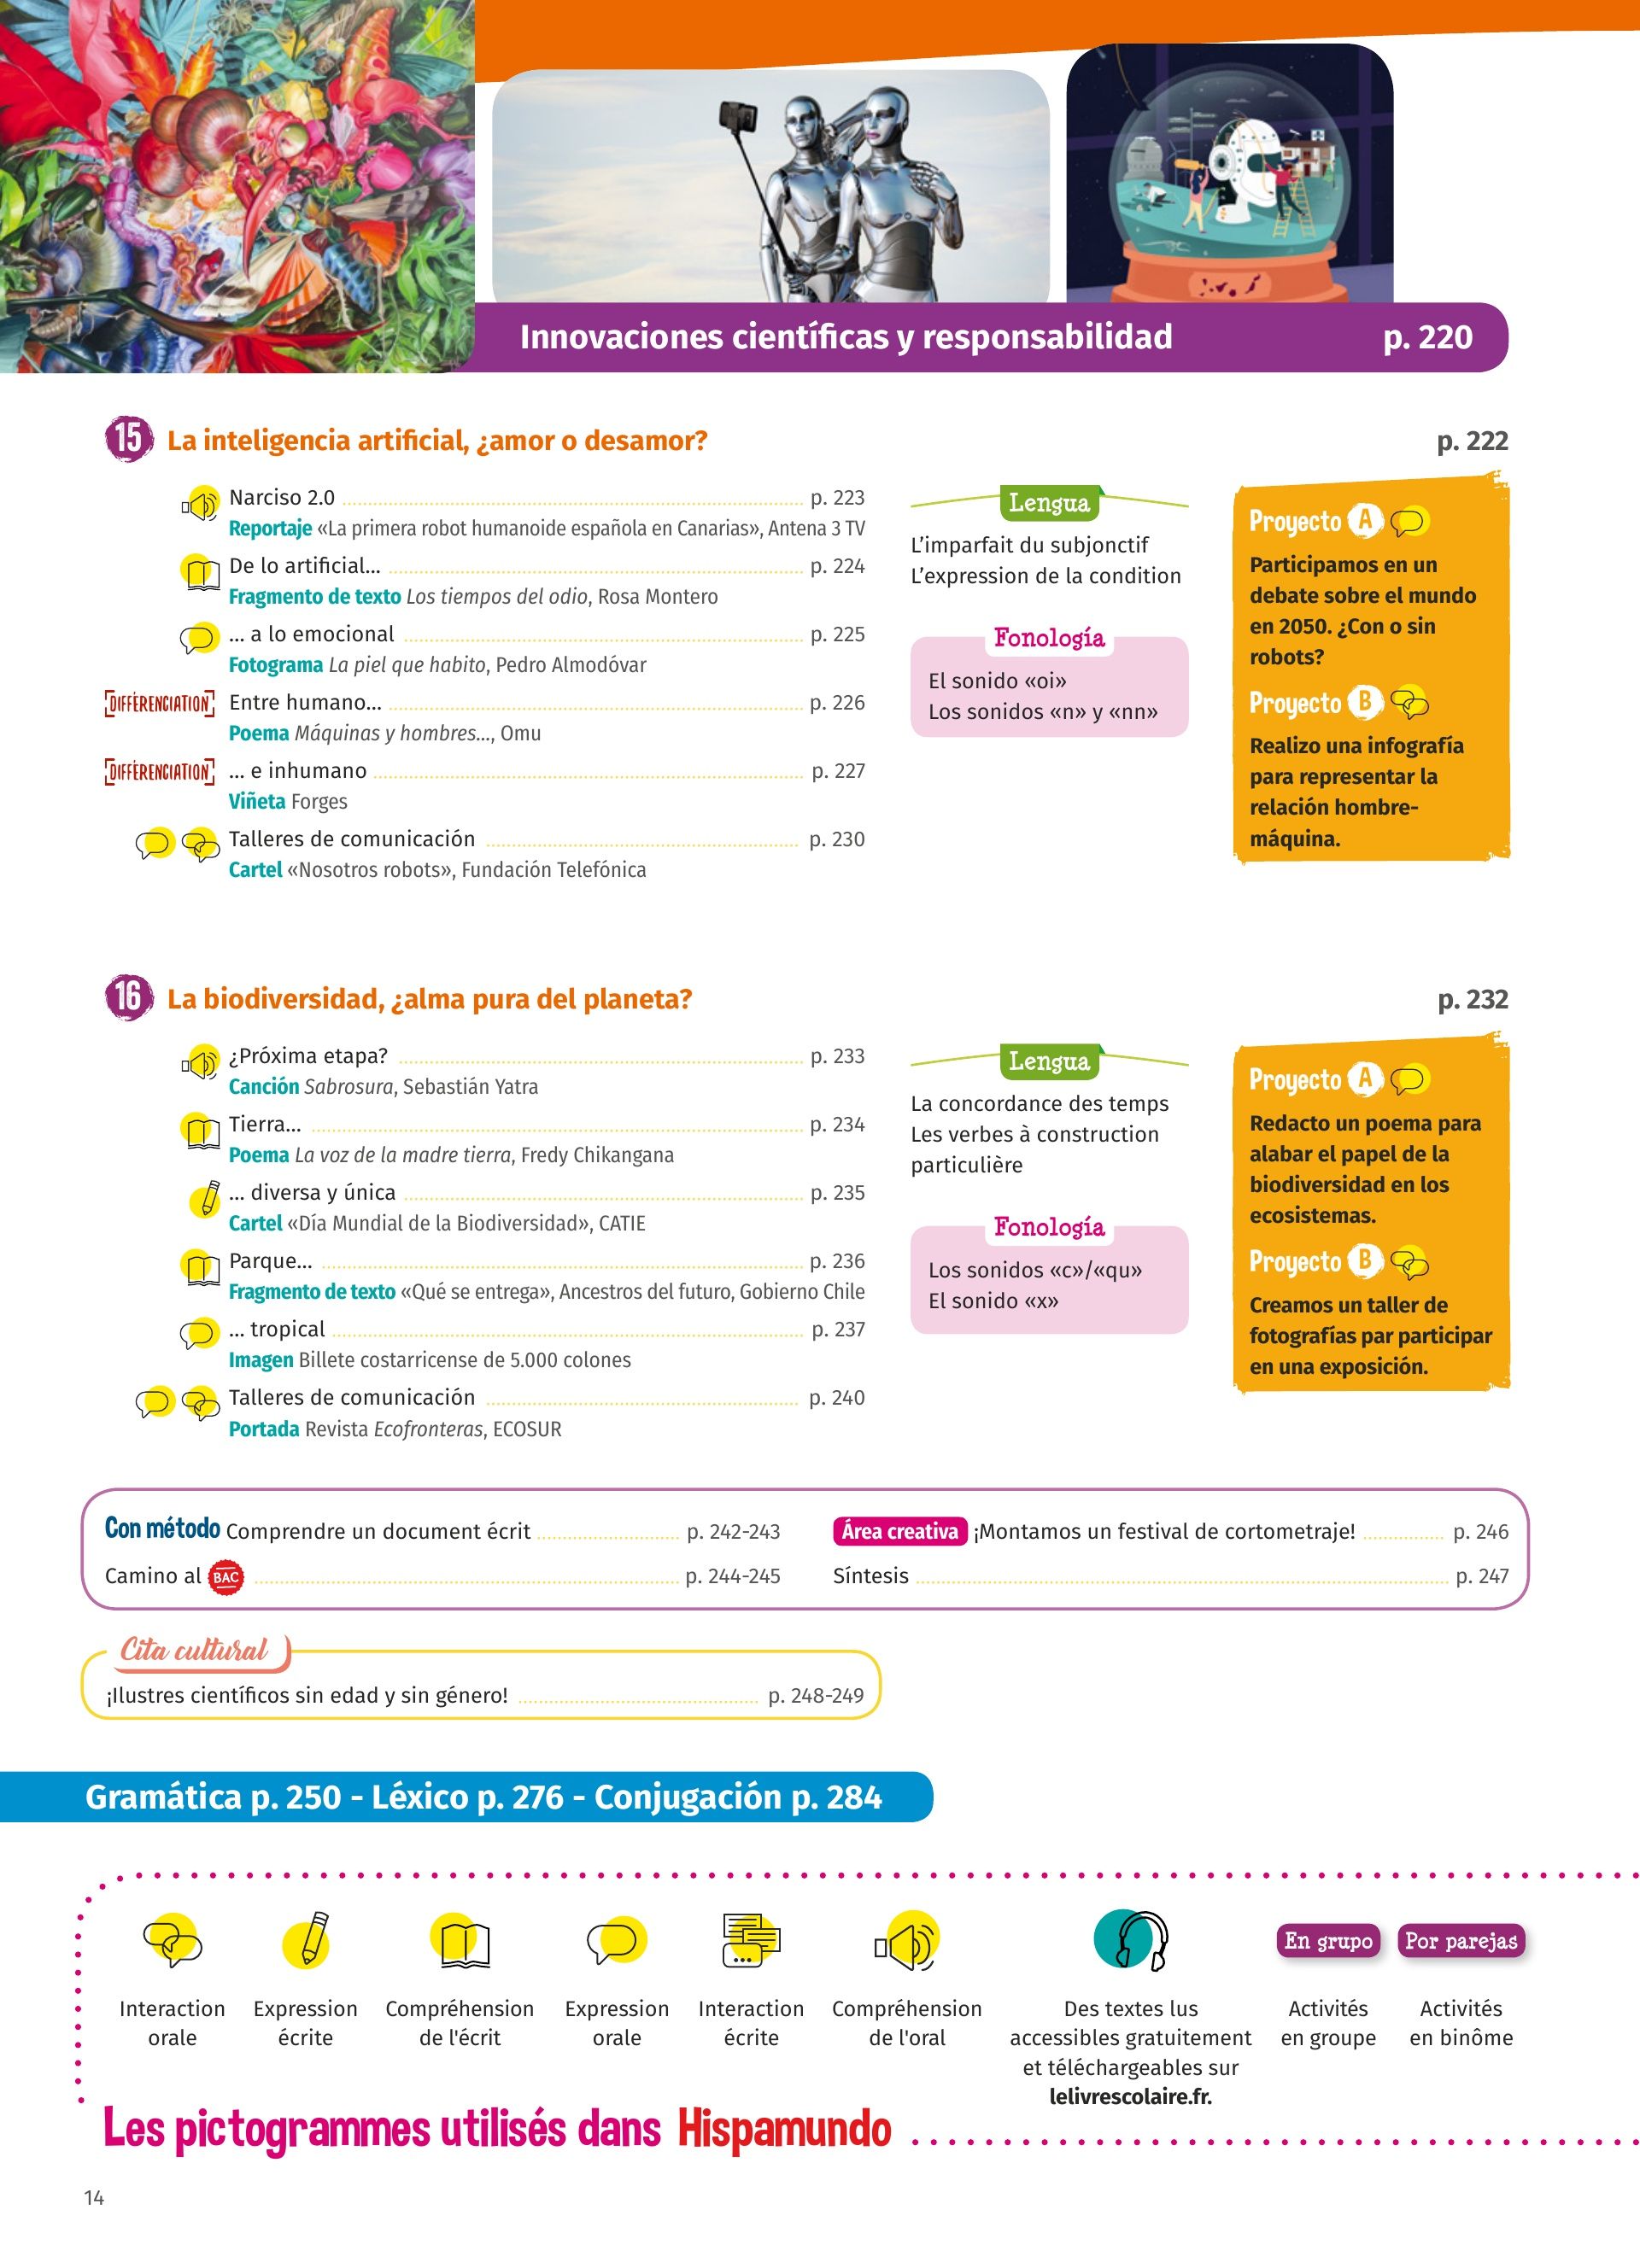 Innovaciones científicas y responsabilidad p. 220
15 La inteligencia artificial, ¿amor o desamor? p. 222
Narciso 2.0 p. 223
Reportaje «La primera robot humanoide española en Canarias», Antena 3 TV
De lo artificial... p. 224
Fragmento de texto Los tiempos del odio, Rosa Montero
... a lo emocional p. 225
Fotograma La piel que habito, Pedro Almodóvar
[DIFFÉRENCIATION] Entre humano... p. 226
Poema Máquinas y hombres..., Omu
[DIFFÉRENCIATION] ... e inhumano p. 227
Viñeta Forges
Talleres de comunicación p. 230
Cartel «Nosotros robots», Fundación Telefónica
Lengua
L'imparfait du subjonctif
L'expression de la condition
Fonología
El sonido «oi»
Los sonidos «n» y «nn»
Proyecto A
Participamos en un
debate sobre el mundo
en 2050. ¿Con o sin
robots?
Proyecto B
Realizo una infografía
para representar la
relación hombre-
máquina.
16 La biodiversidad, ¿alma pura del planeta? p. 232
¿Próxima etapa? p. 233
Canción Sabrosura, Sebastián Yatra
Tierra... p. 234
Poema La voz de la madre tierra, Fredy Chikangana
... diversa y única p. 235
Cartel «Día Mundial de la Biodiversidad», CATIE
Parque... p. 236
Fragmento de texto «Qué se entrega», Ancestros del futuro, Gobierno Chile
... tropical p. 237
Imagen Billete costarricense de 5.000 colones
Talleres de comunicación p. 240
Portada Revista Ecofronteras, ECOSUR
Lengua
La concordance des temps
Les verbes à construction
particulière
Fonología
Los sonidos «c»/«qu»
El sonido «x»
Proyecto A
Redacto un poema para
alabar el papel de la
biodiversidad en los
ecosistemas.
Proyecto B
Creamos un taller de
fotografías par participar
en una exposición.
Con método Comprendre un document écrit p. 242-243
Camino al BAC p. 244-245
Área creativa ¡Montamos un festival de cortometraje! p. 246
Síntesis p. 247
Cita cultural
¡Ilustres científicos sin edad y sin género! p. 248-249
Gramática p. 250 - Léxico p. 276 - Conjugación p. 284
Interaction
orale
Expression
écrite
Compréhension
de l'écrit
Expression
orale
Interaction
écrite
Compréhension
de l'oral
Des textes lus
accessibles gratuitement
et téléchargeables sur
lelivrescolaire.fr.
En grupo
Activités
en groupe
Por parejas
Activités
en binôme
Les pictogrammes utilisés dans Hispamundo
14